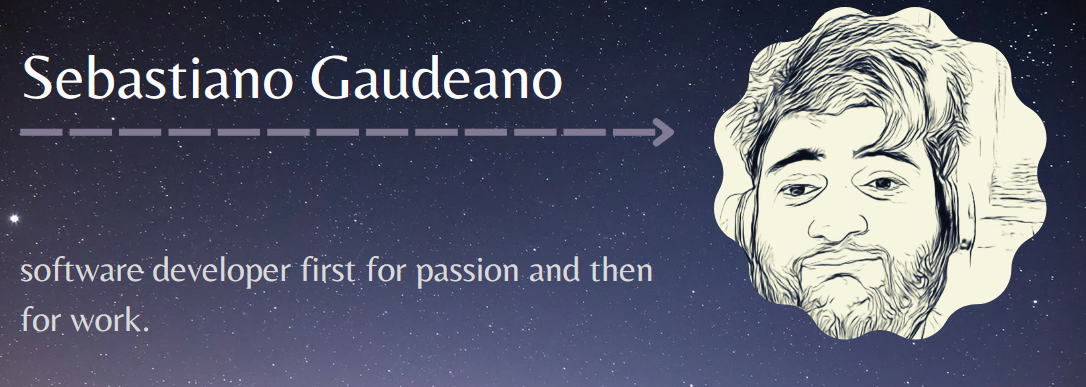 Sebastiano Gaudeano
software developer first for passion and then
for work.